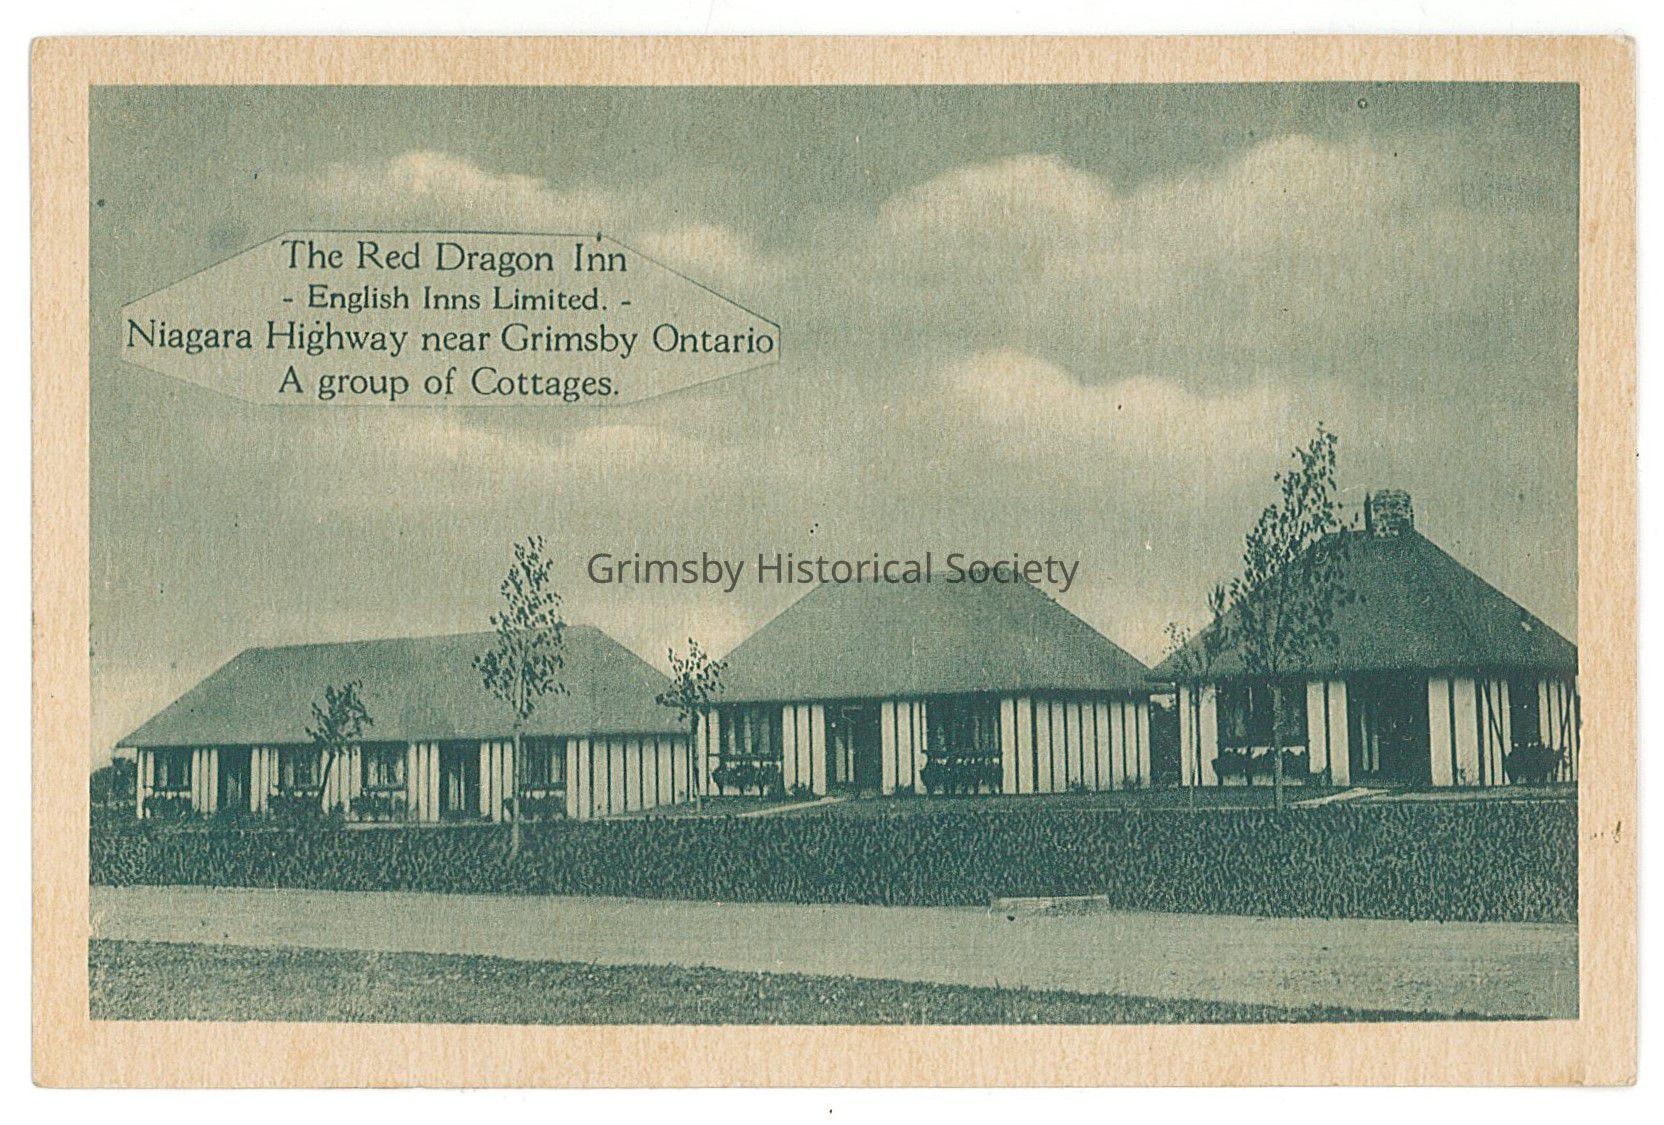 The Red Dragon Inn
- English Inns Limited. -
Niagara Highway near Grimsby Ontario
A group of Cottages.
Grimsby Historical Society